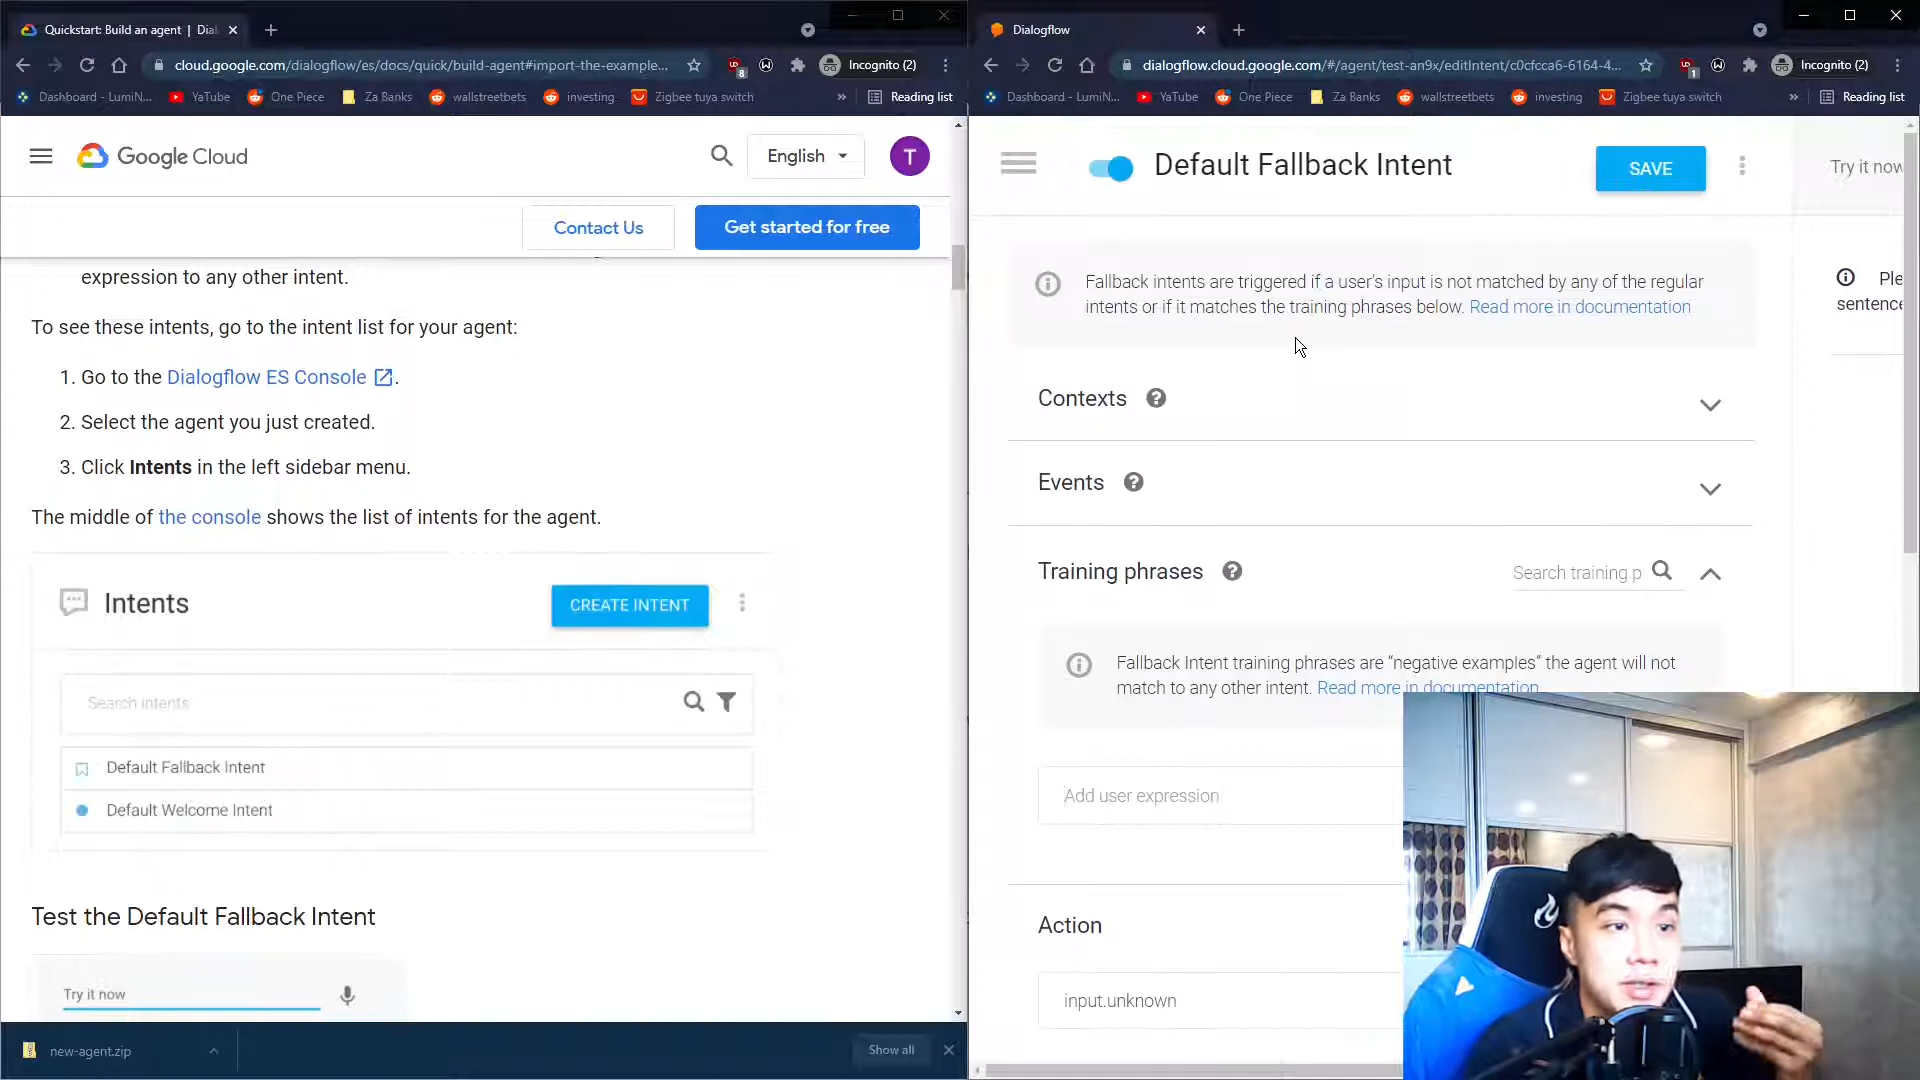 Quickstart: Build an agent | Dial
cloud.google.com/dialogflow/es/docs/quick/build-agent#import-the-example...
8
Incognito (2)
Dashboard - LumiN...
YaTube
One Piece
Za Banks
wallstreetbets
investing
Zigbee tuya switch
»
Reading list
Google Cloud
English
T
Contact Us
Get started for free
expression to any other intent.
To see these intents, go to the intent list for your agent:
1. Go to the Dialogflow ES Console.
2. Select the agent you just created.
3. Click Intents in the left sidebar menu.
The middle of the console shows the list of intents for the agent.
Intents
CREATE INTENT
Search intents
Default Fallback Intent
Default Welcome Intent
Test the Default Fallback Intent
Try it now
new-agent.zip
Show all
Dialogflow
dialogflow.cloud.google.com/#/agent/test-an9x/editIntent/c0cfcca6-6164-4...
1
Incognito (2)
Dashboard - LumiN...
YaTube
One Piece
Za Banks
wallstreetbets
investing
Zigbee tuya switch
»
Reading list
Default Fallback Intent
SAVE
Try it now
Fallback intents are triggered if a user's input is not matched by any of the regular
intents or if it matches the training phrases below. Read more in documentation
Ple
sentence
Contexts
Events
Training phrases
Search training p
Fallback Intent training phrases are “negative examples” the agent will not
match to any other intent. Read more in documentation.
Add user expression
Action
input.unknown